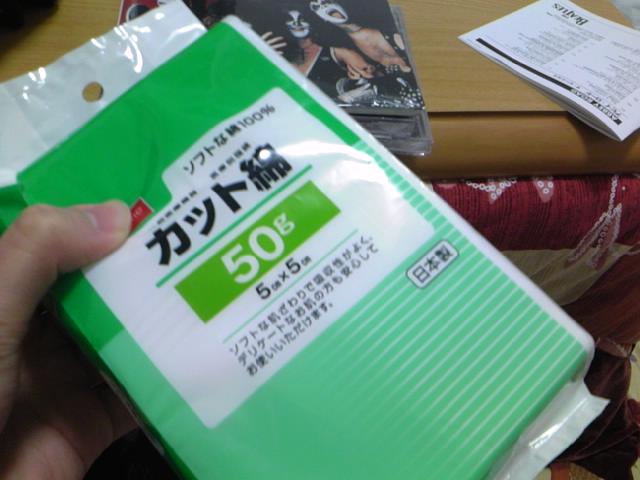 ソフトな綿100%
カット綿
50g
5㎝×5㎝
ソフトな肌ざわりで吸収性がよく、
デリケートなお肌の方も安心して
お使いいただけます。
日本製
BEATLES
ABBEY ROAD